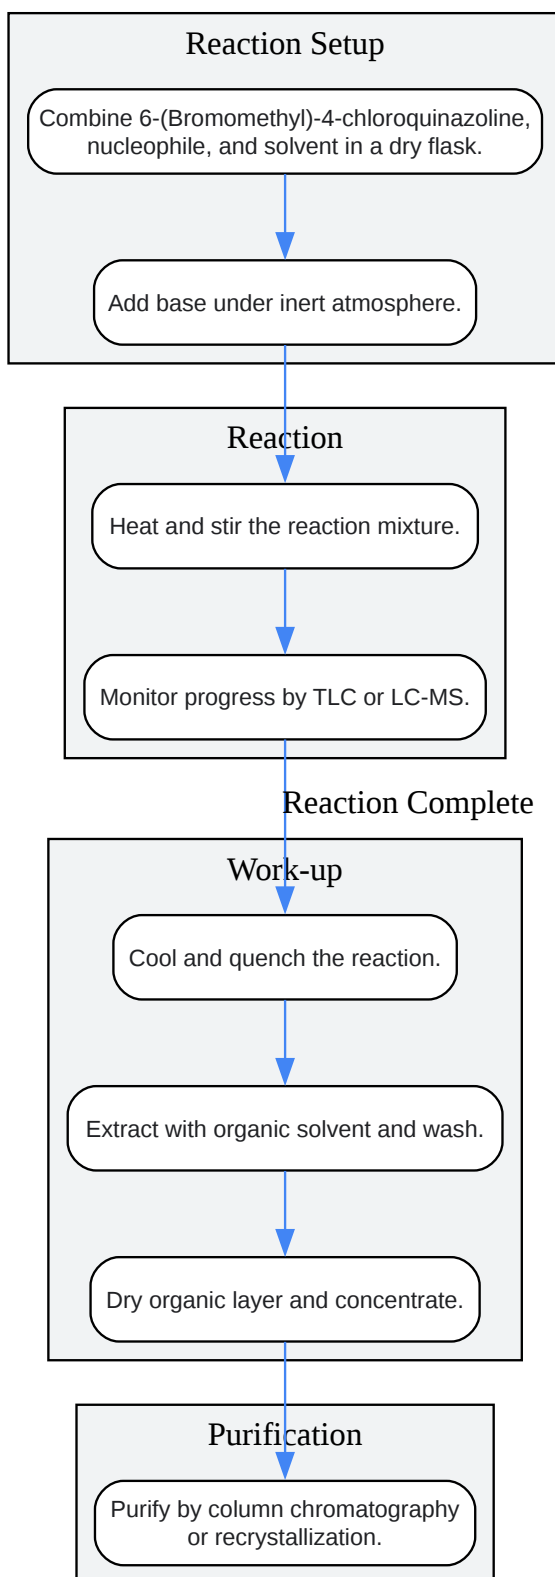 Reaction Setup
Combine 6-(Bromomethyl)-4-chloroquinazoline,
nucleophile, and solvent in a dry flask.
Add base under inert atmosphere.
Reaction
Heat and stir the reaction mixture.
Monitor progress by TLC or LC-MS.
Reaction Complete
Work-up
Cool and quench the reaction.
Extract with organic solvent and wash.
Dry organic layer and concentrate.
Purification
Purify by column chromatography
or recrystallization.